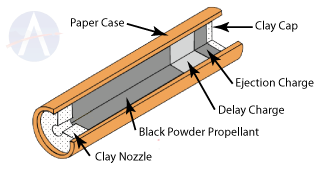 Paper Case
Clay Cap
Ejection Charge
Delay Charge
Black Powder Propellant
Clay Nozzle